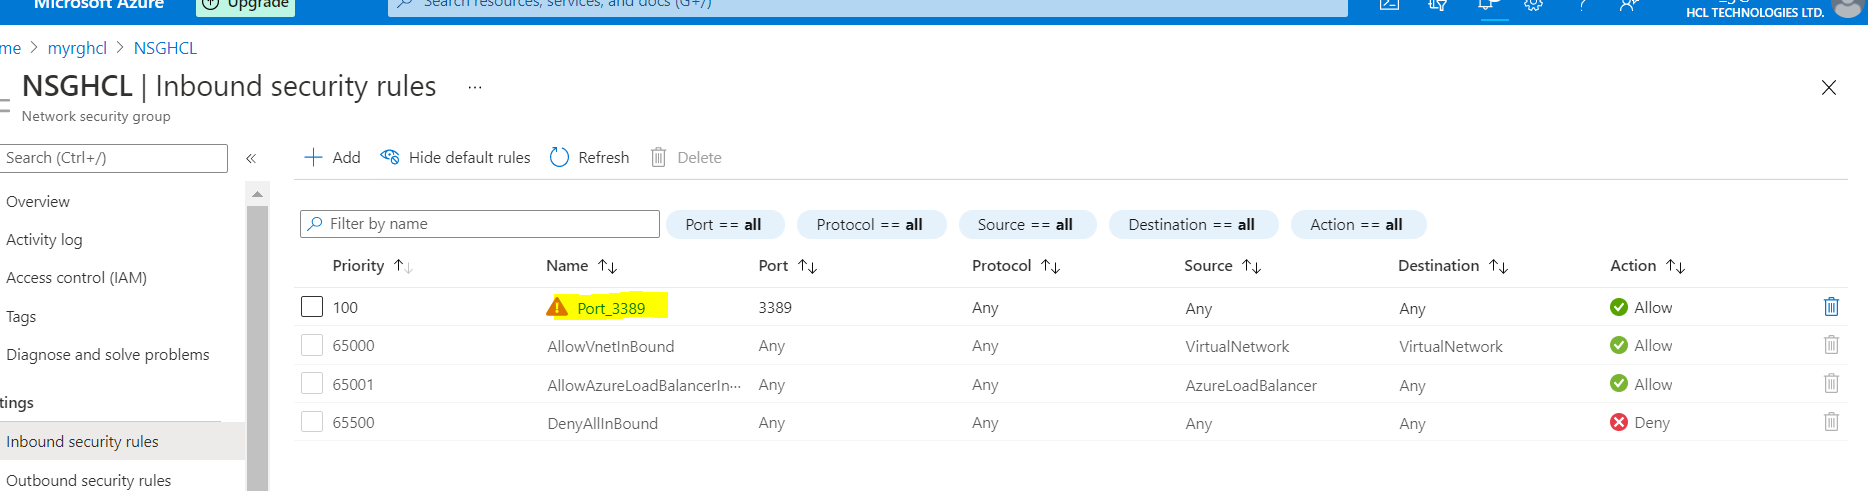 Microsoft Azure Upgrade Search resources, services, and docs (G+/)
HCL TECHNOLOGIES LTD.
me > myrghcl > NSGHCL
NSGHCL | Inbound security rules ...
Network security group
Search (Ctrl+/) «
Add Hide default rules Refresh Delete
Overview
Activity log
Access control (IAM)
Tags
Diagnose and solve problems
tings
Inbound security rules
Outbound security rules
Filter by name Port == all Protocol == all Source == all Destination == all Action == all
Priority ↑↓ Name ↑↓ Port ↑↓ Protocol ↑↓ Source ↑↓ Destination ↑↓ Action ↑↓
100 Port_3389 3389 Any Any Any Allow
65000 AllowVnetInBound Any Any VirtualNetwork VirtualNetwork Allow
65001 AllowAzureLoadBalancerIn··· Any Any AzureLoadBalancer Any Allow
65500 DenyAllInBound Any Any Any Any Deny